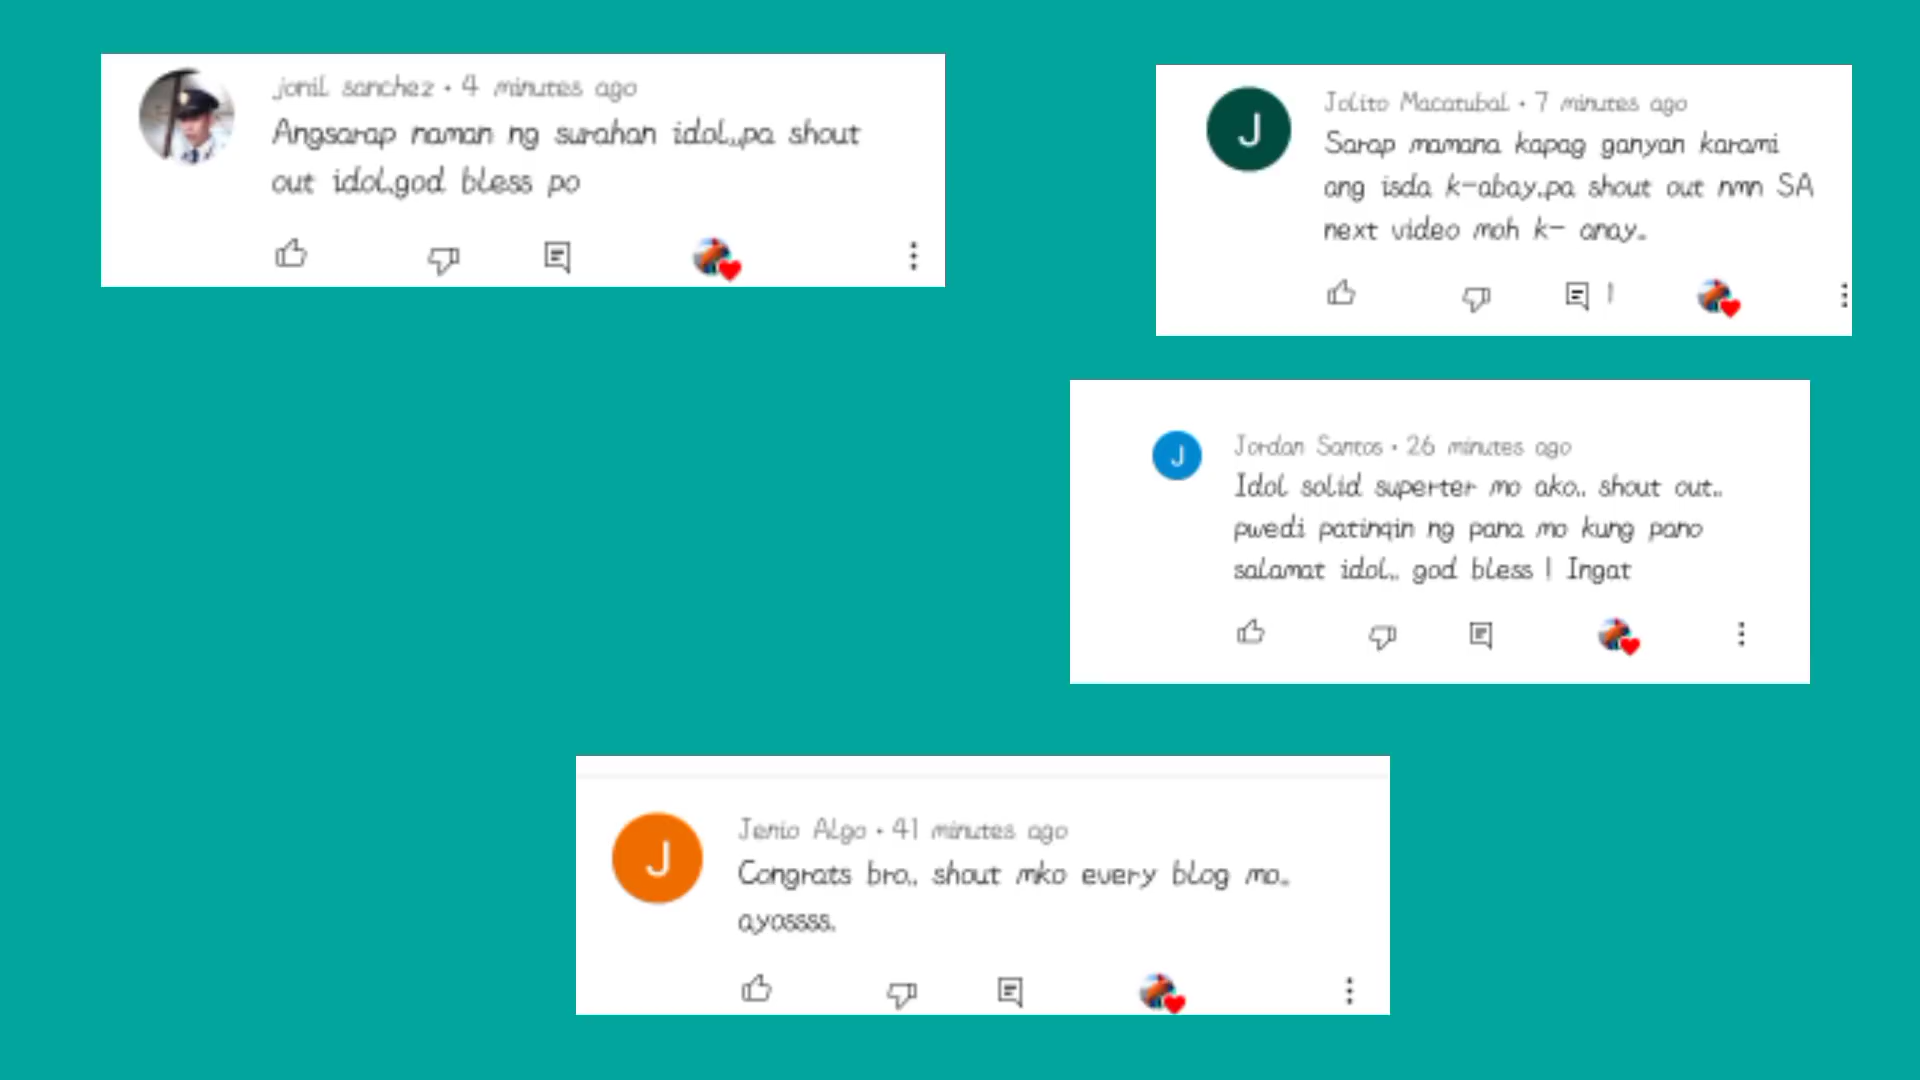 jonil sanchez • 4 minutes ago
Angsarap naman ng surahan idol,,pa shout
out idol,god bless po
J
Jolito Macatubal • 7 minutes ago
Sarap mamana kapag ganyan karami
ang isda k-abay,pa shout out nmn SA
next video moh k- anay..
1
J
Jordan Santos • 26 minutes ago
Idol solid superter mo ako.. shout out..
pwedi patingin ng pana mo kung pano
salamat idol,, god bless | Ingat
J
Jenio Algo • 41 minutes ago
Congrats bro,, shout mko every blog mo..
ayossss.